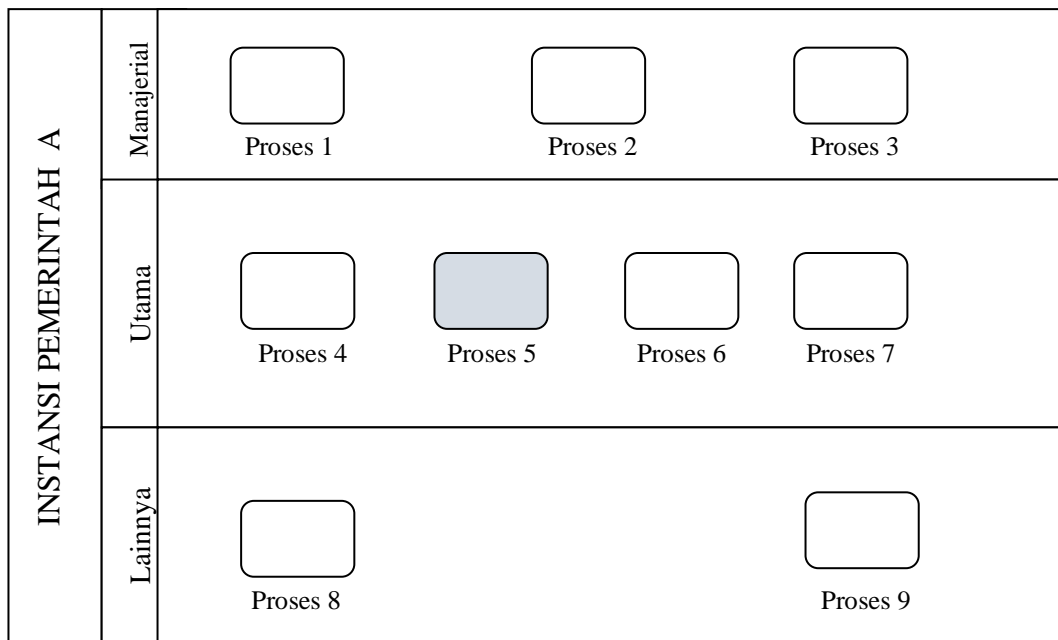 INSTANSI PEMERINTAH A
Manajerial
Proses 1
Proses 2
Proses 3
Utama
Proses 4
Proses 5
Proses 6
Proses 7
Lainnya
Proses 8
Proses 9